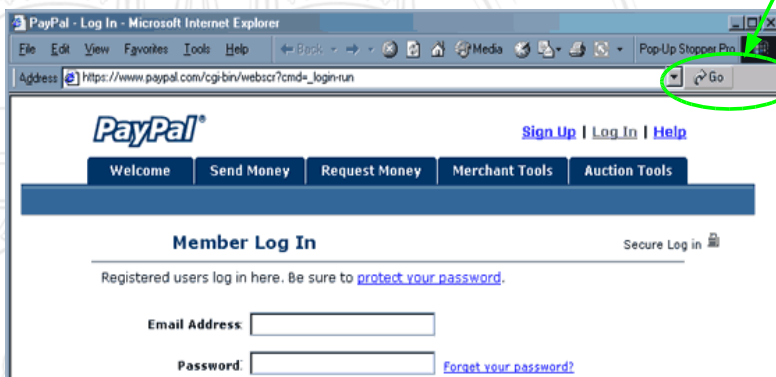 PayPal - Log In - Microsoft Internet Explorer
File Edit View Favorites Tools Help Back Media Pop-Up Stopper Pro
Address https://www.paypal.com/cgi-bin/webscr?cmd=_login-run Go
PayPal®
Sign Up | Log In | Help
Welcome Send Money Request Money Merchant Tools Auction Tools
Member Log In Secure Log in
Registered users log in here. Be sure to protect your password.
Email Address:
Password: Forget your password?